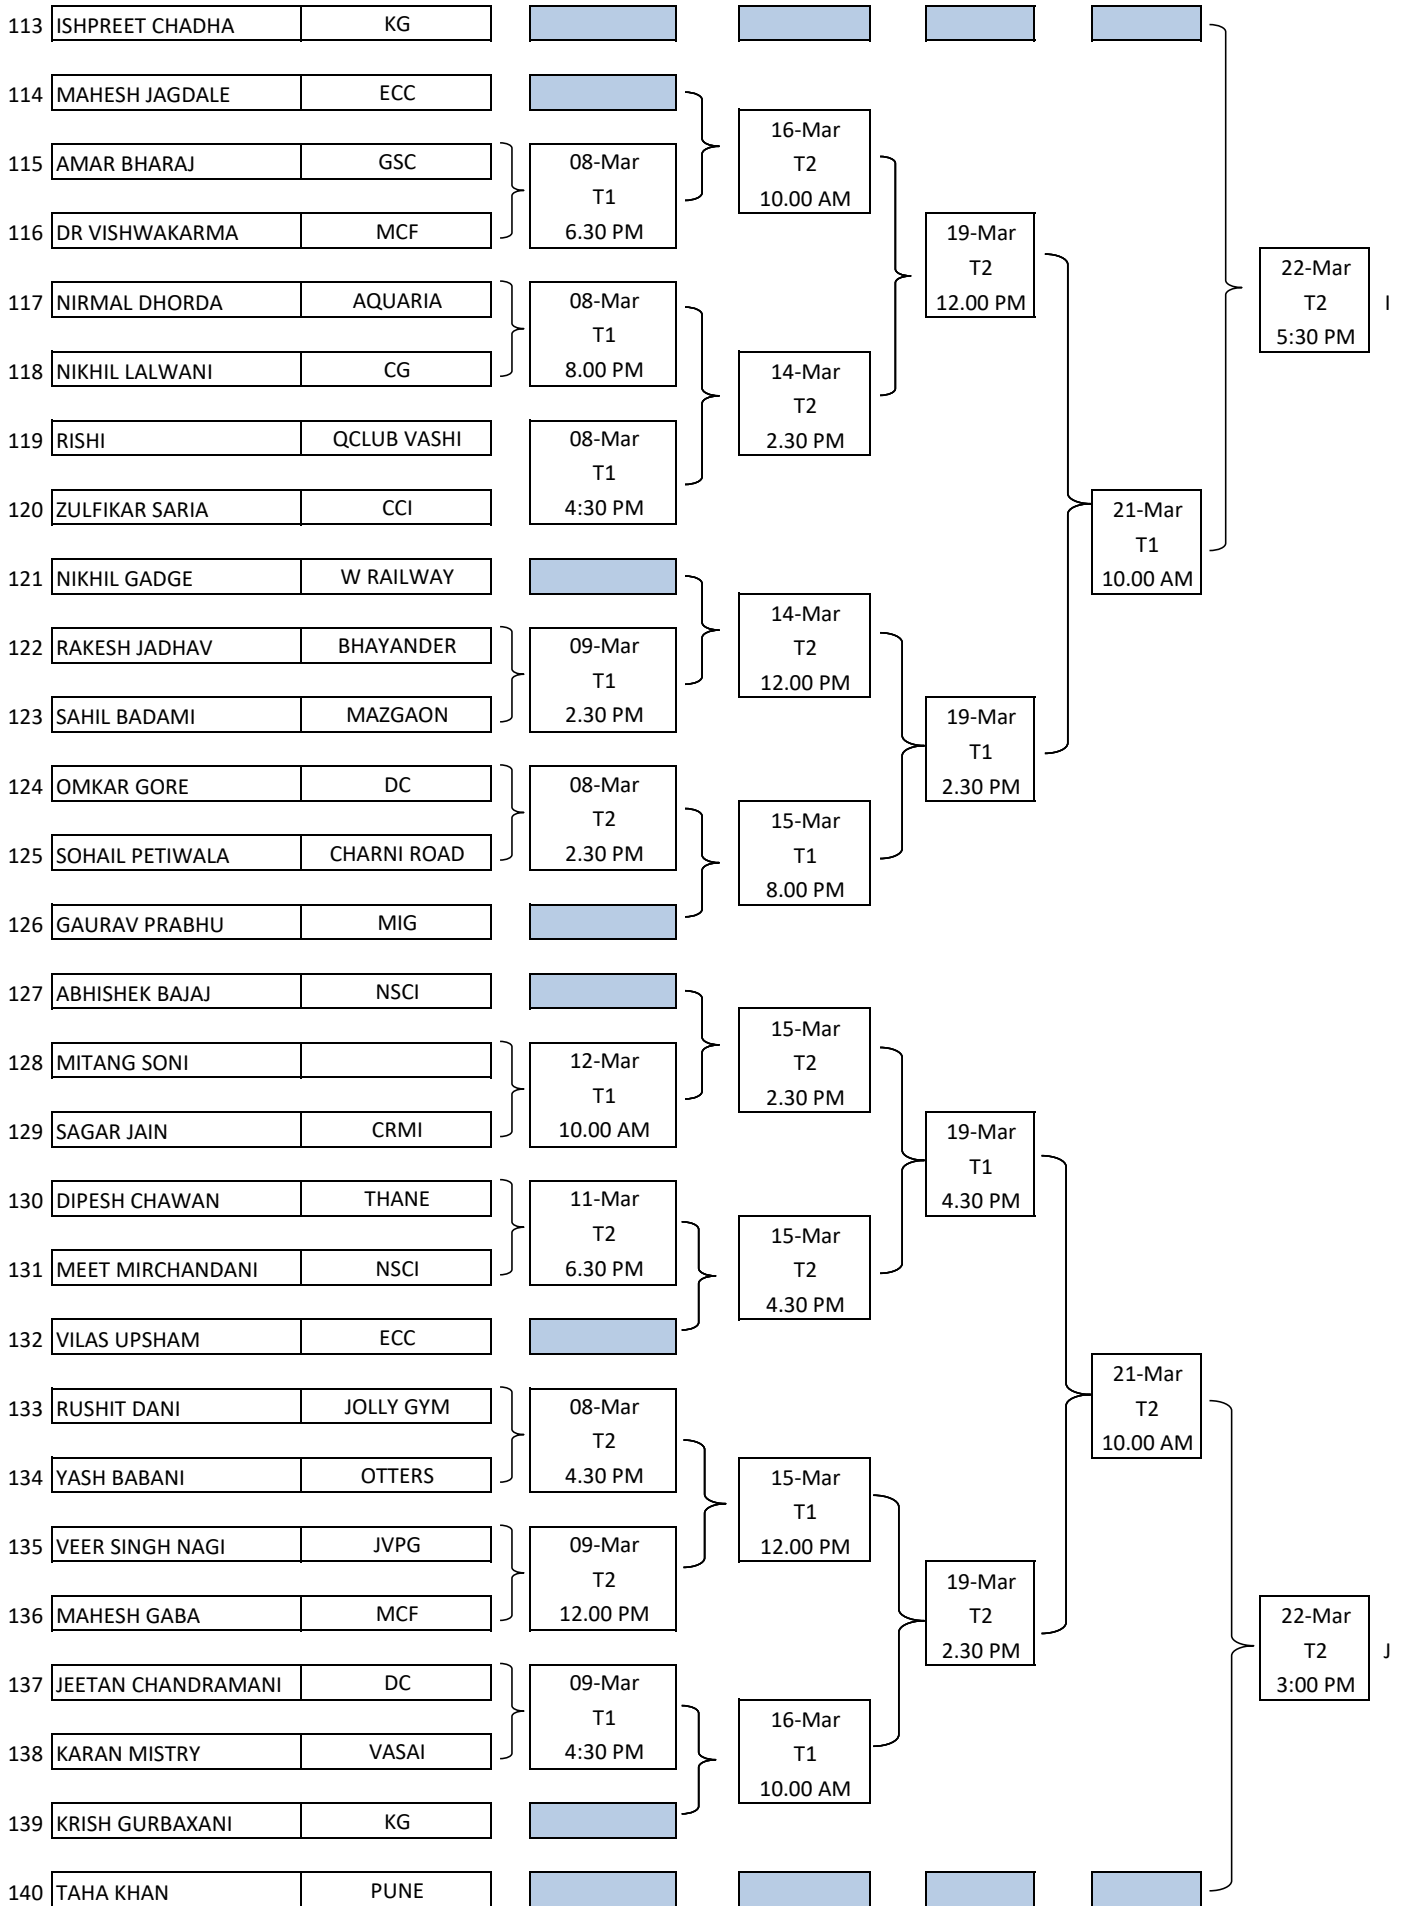 113 ISHPREET CHADHA KG
114 MAHESH JAGDALE ECC
16-Mar
115 AMAR BHARAJ GSC 08-Mar T2
T1 10.00 AM
116 DR VISHWAKARMA MCF 6.30 PM 19-Mar
T2 22-Mar
117 NIRMAL DHORDA AQUARIA 08-Mar 12.00 PM T2 I
T1 5:30 PM
118 NIKHIL LALWANI CG 8.00 PM 14-Mar
T2
119 RISHI QCLUB VASHI 08-Mar 2.30 PM
T1
120 ZULFIKAR SARIA CCI 4:30 PM 21-Mar
T1
121 NIKHIL GADGE W RAILWAY 10.00 AM
14-Mar
122 RAKESH JADHAV BHAYANDER 09-Mar T2
T1 12.00 PM
123 SAHIL BADAMI MAZGAON 2.30 PM 19-Mar
T1
124 OMKAR GORE DC 08-Mar 2.30 PM
T2 15-Mar
125 SOHAIL PETIWALA CHARNI ROAD 2.30 PM T1
8.00 PM
126 GAURAV PRABHU MIG
127 ABHISHEK BAJAJ NSCI
15-Mar
128 MITANG SONI 12-Mar T2
T1 2.30 PM
129 SAGAR JAIN CRMI 10.00 AM 19-Mar
T1
130 DIPESH CHAWAN THANE 11-Mar 4.30 PM
T2 15-Mar
131 MEET MIRCHANDANI NSCI 6.30 PM T2
4.30 PM
132 VILAS UPSHAM ECC
21-Mar
133 RUSHIT DANI JOLLY GYM 08-Mar T2
T2 10.00 AM
134 YASH BABANI OTTERS 4.30 PM 15-Mar
T1
135 VEER SINGH NAGI JVPG 09-Mar 12.00 PM
T2 19-Mar
136 MAHESH GABA MCF 12.00 PM T2 22-Mar
2.30 PM T2 J
137 JEETAN CHANDRAMANI DC 09-Mar 3:00 PM
T1 16-Mar
138 KARAN MISTRY VASAI 4:30 PM T1
10.00 AM
139 KRISH GURBAXANI KG
140 TAHA KHAN PUNE